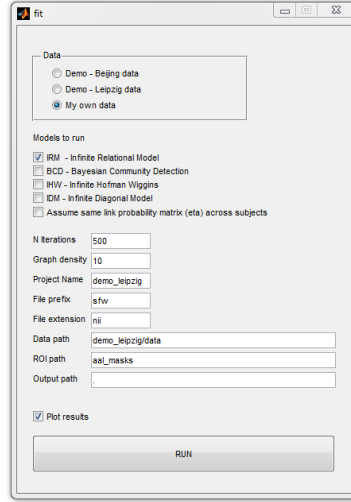 fit
Data
Demo - Beijing data
Demo - Leipzig data
My own data
Models to run
IRM - Infinite Relational Model
BCD - Bayesian Community Detection
IHW - Infinite Hofman Wiggins
IDM - Infinite Diagonal Model
Assume same link probability matrix (eta) across subjects
N Iterations 500
Graph density 10
Project Name demo_leipzig
File prefix sfw
File extension nii
Data path demo_leipzig/data
ROI path aal_masks
Output path .
Plot results
RUN